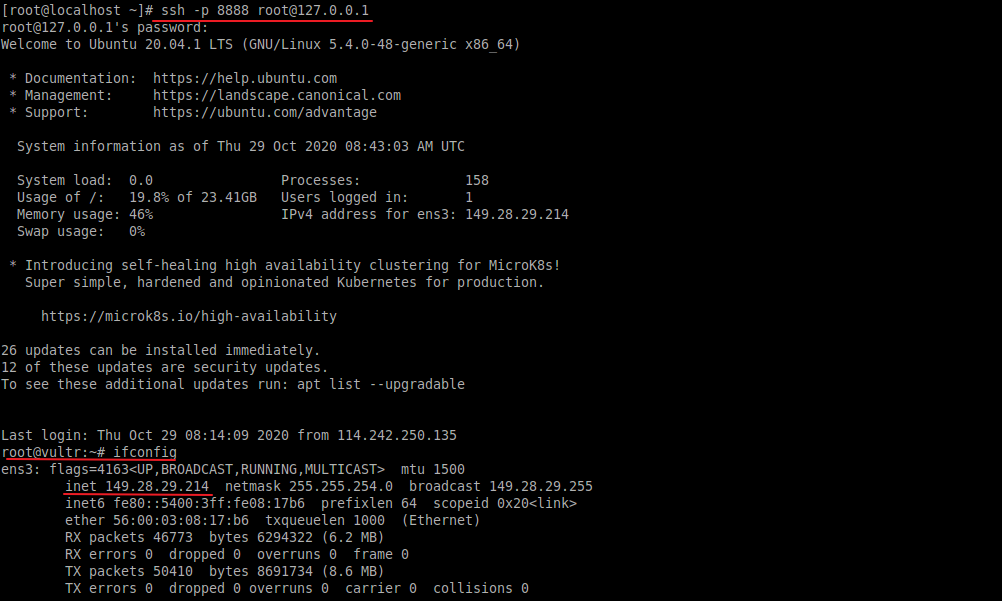 [root@localhost ~]# ssh -p 8888 root@127.0.0.1
root@127.0.0.1's password:
Welcome to Ubuntu 20.04.1 LTS (GNU/Linux 5.4.0-48-generic x86_64)
* Documentation:  https://help.ubuntu.com
* Management:     https://landscape.canonical.com
* Support:        https://ubuntu.com/advantage
System information as of Thu 29 Oct 2020 08:43:03 AM UTC
System load:  0.0                Processes:             158
Usage of /:   19.8% of 23.41GB   Users logged in:       1
Memory usage: 46%                IPv4 address for ens3: 149.28.29.214
Swap usage:   0%
* Introducing self-healing high availability clustering for MicroK8s!
Super simple, hardened and opinionated Kubernetes for production.
https://microk8s.io/high-availability
26 updates can be installed immediately.
12 of these updates are security updates.
To see these additional updates run: apt list --upgradable
Last login: Thu Oct 29 08:14:09 2020 from 114.242.250.135
root@vultr:~# ifconfig
ens3: flags=4163<UP,BROADCAST,RUNNING,MULTICAST>  mtu 1500
inet 149.28.29.214  netmask 255.255.254.0  broadcast 149.28.29.255
inet6 fe80::5400:3ff:fe08:17b6  prefixlen 64  scopeid 0x20<link>
ether 56:00:03:08:17:b6  txqueuelen 1000  (Ethernet)
RX packets 46773  bytes 6294322 (6.2 MB)
RX errors 0  dropped 0  overruns 0  frame 0
TX packets 50410  bytes 8691734 (8.6 MB)
TX errors 0  dropped 0 overruns 0  carrier 0  collisions 0